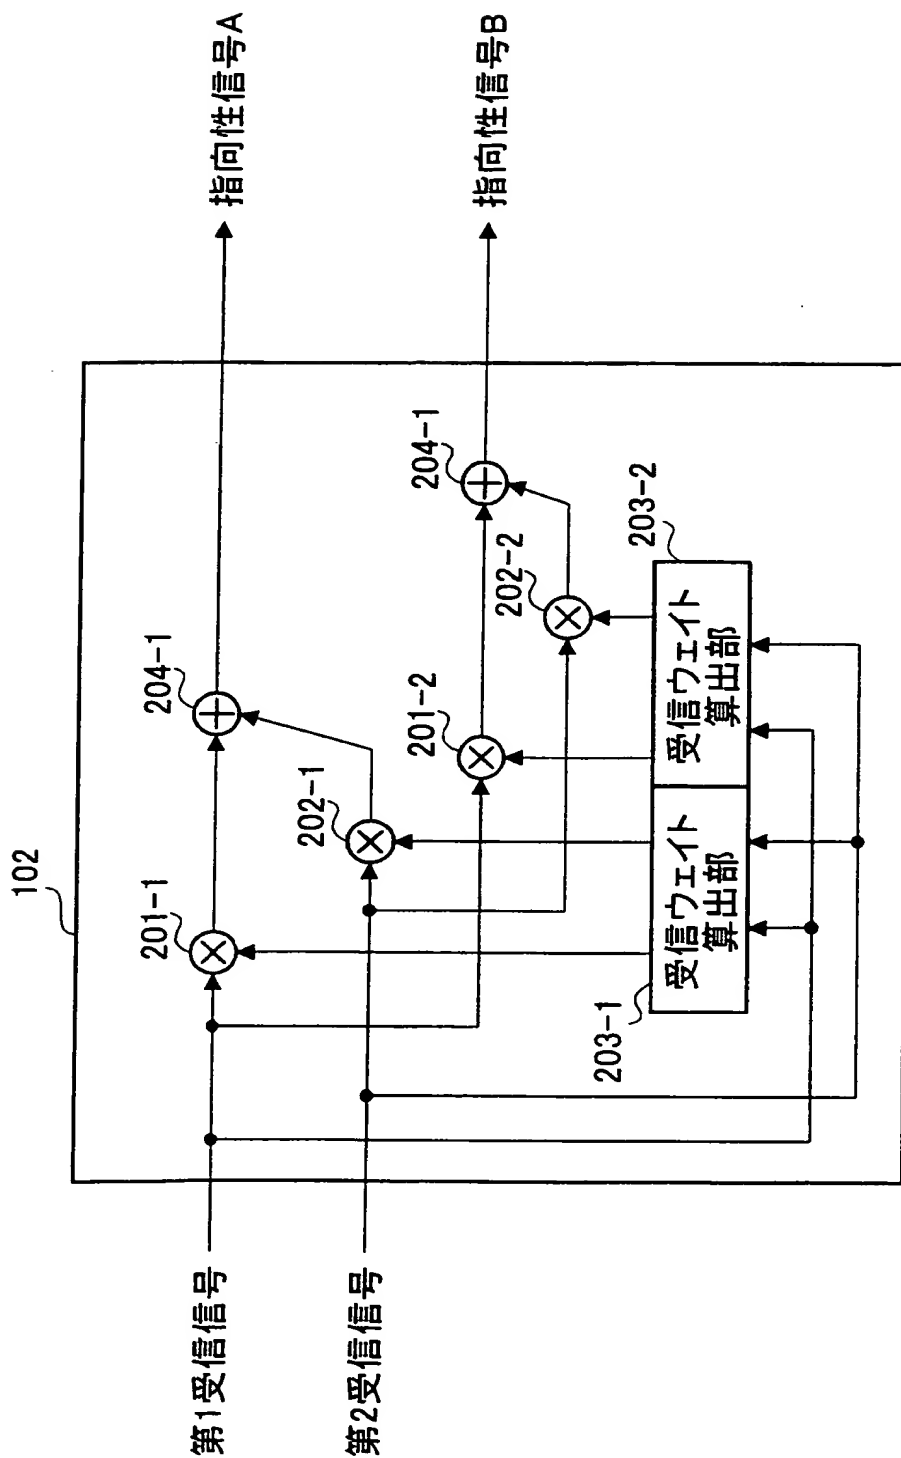 102
第1受信信号
第2受信信号
201-1
204-1
指向性信号A
202-1
201-2
204-1
指向性信号B
202-2
203-1
受信ウェイト
算出部
受信ウェイト
算出部
203-2